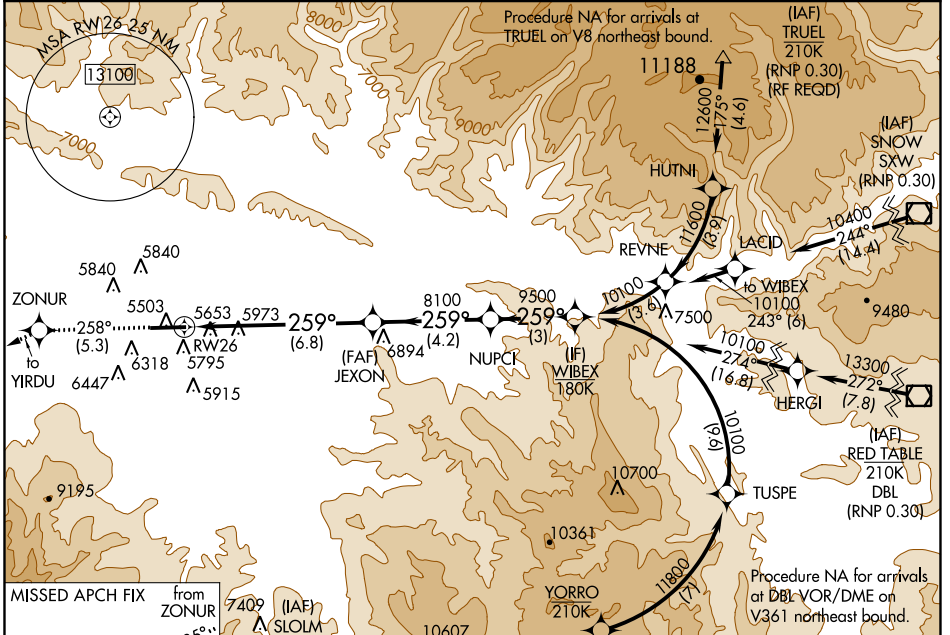 MSA RW26 25 NM
13100
8000
7000
9000
7000
Procedure NA for arrivals at
TRUEL on V8 northeast bound.
11188
12600
175°
(4.6)
(IAF)
TRUEL
210K
(RNP 0.30)
(RF REQD)
(IAF)
SNOW
SXW
(RNP 0.30)
HUTNI
11600
(3.9)
REVNE
LACID
10400
244°
(14.4)
to WIBEX
10100
243° (6)
9480
10100
(3.6)
7500
5840
5840
ZONUR
5503
5653
5973
8100
9500
258°
(5.3)
RW26
259°
(6.8)
259°
(4.2)
259°
(3)
to
YIRDU
6318
5795
6447
5915
6894
(FAF)
JEXON
NUPCI
(IF)
WIBEX
180K
10100
274°
(16.8)
HERGI
13300
272°
(7.8)
(IAF)
RED TABLE
210K
DBL
(RNP 0.30)
10100
(9.9)
TUSPE
10700
9195
10361
11800
(7)
YORRO
210K
Procedure NA for arrivals
at DBL VOR/DME on
V361 northeast bound.
MISSED APCH FIX
from
ZONUR
7409
(IAF)
SLOLM
10607